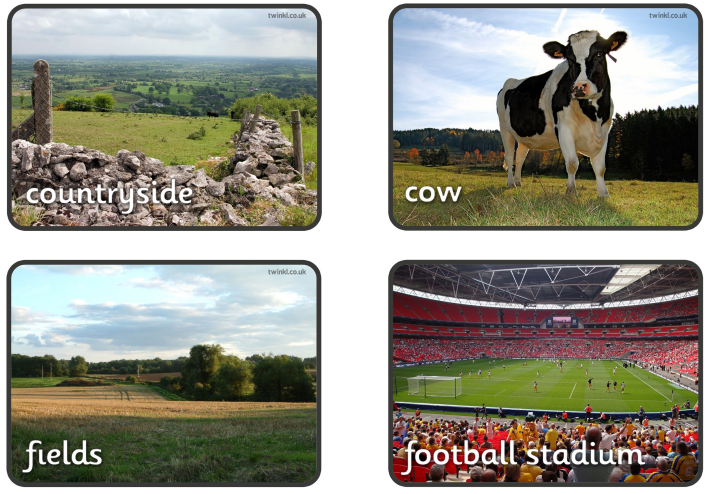 twinkl.co.uk
countryside
twinkl.co.uk
cow
twinkl.co.uk
fields
football stadium